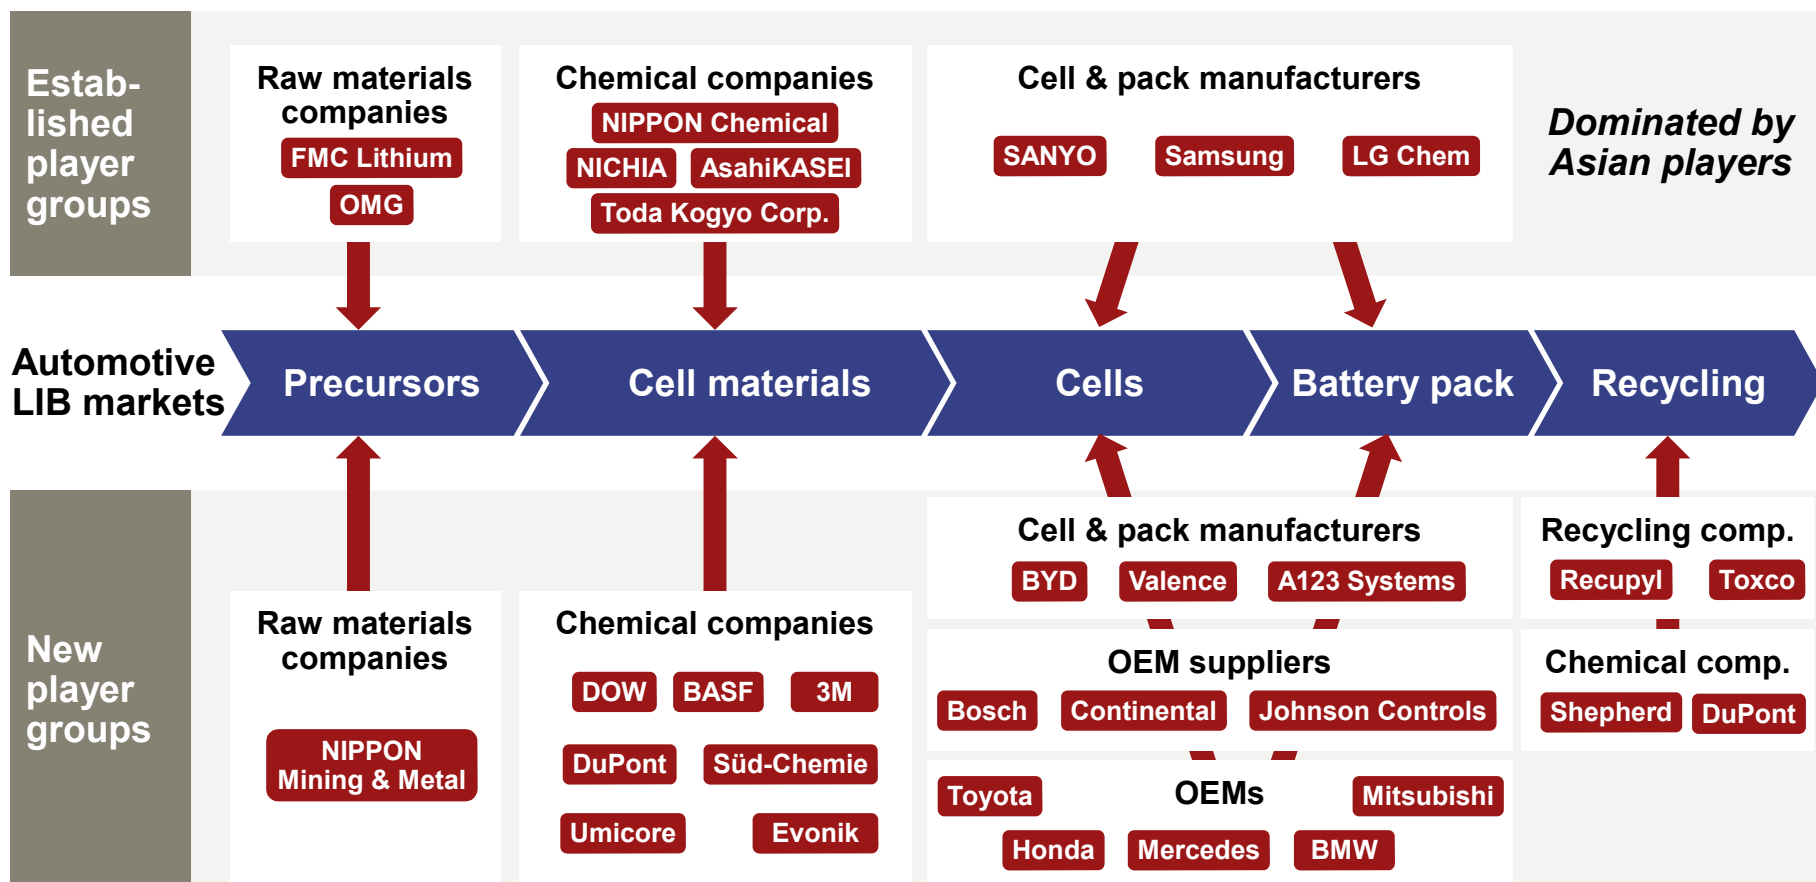 Estab-
lished
player
groups
Raw materials
companies
FMC Lithium
OMG
Chemical companies
NIPPON Chemical
NICHIA
AsahiKASEI
Toda Kogyo Corp.
Cell & pack manufacturers
SANYO
Samsung
LG Chem
Dominated by
Asian players
Automotive
LIB markets
Precursors
Cell materials
Cells
Battery pack
Recycling
New
player
groups
Raw materials
companies
NIPPON
Mining & Metal
Chemical companies
DOW
BASF
3M
DuPont
Süd-Chemie
Umicore
Evonik
Cell & pack manufacturers
BYD
Valence
A123 Systems
OEM suppliers
Bosch
Continental
Johnson Controls
OEMs
Toyota
Mitsubishi
Honda
Mercedes
BMW
Recycling comp.
Recupyl
Toxco
Chemical comp.
Shepherd
DuPont